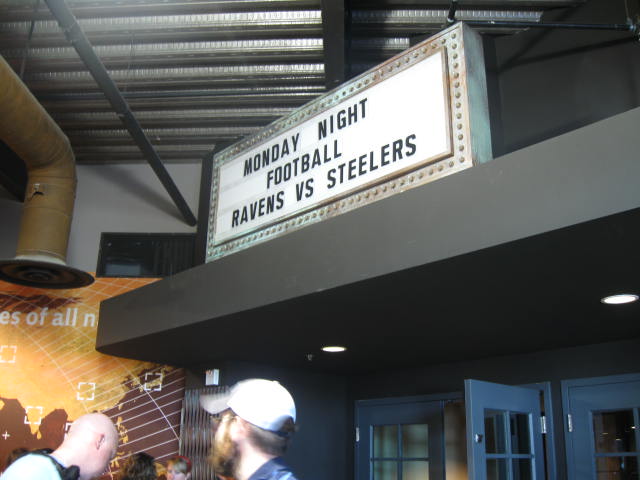 MONDAY NIGHT
FOOTBALL
RAVENS VS STEELERS
es of all n